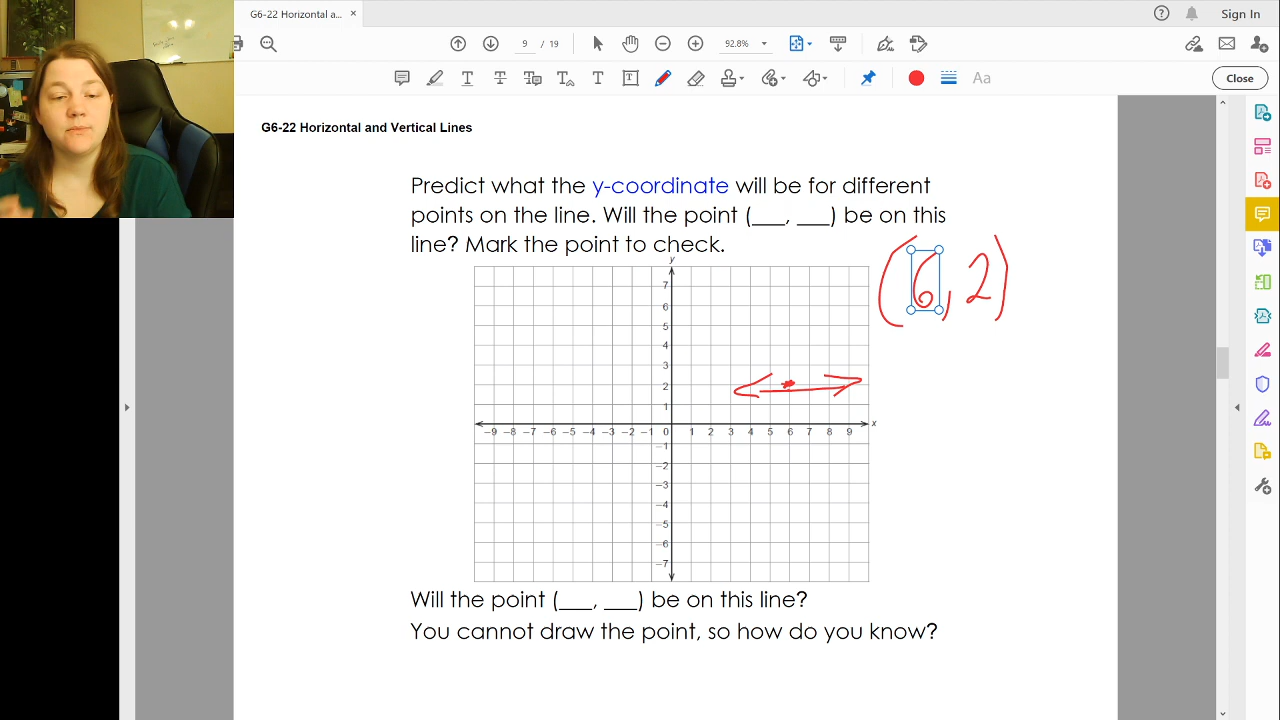 G6-22 Horizontal a... ×
Sign In
9 / 19
92.8%
Aa
Close
G6-22 Horizontal and Vertical Lines
Predict what the y-coordinate will be for different
points on the line. Will the point (___, ___) be on this
line? Mark the point to check.
(6, 2)
y
7
6
5
4
3
2
1
−9 −8 −7 −6 −5 −4 −3 −2 −1 0 1 2 3 4 5 6 7 8 9 x
−1
−2
−3
−4
−5
−6
−7
Will the point (___, ___) be on this line?
You cannot draw the point, so how do you know?